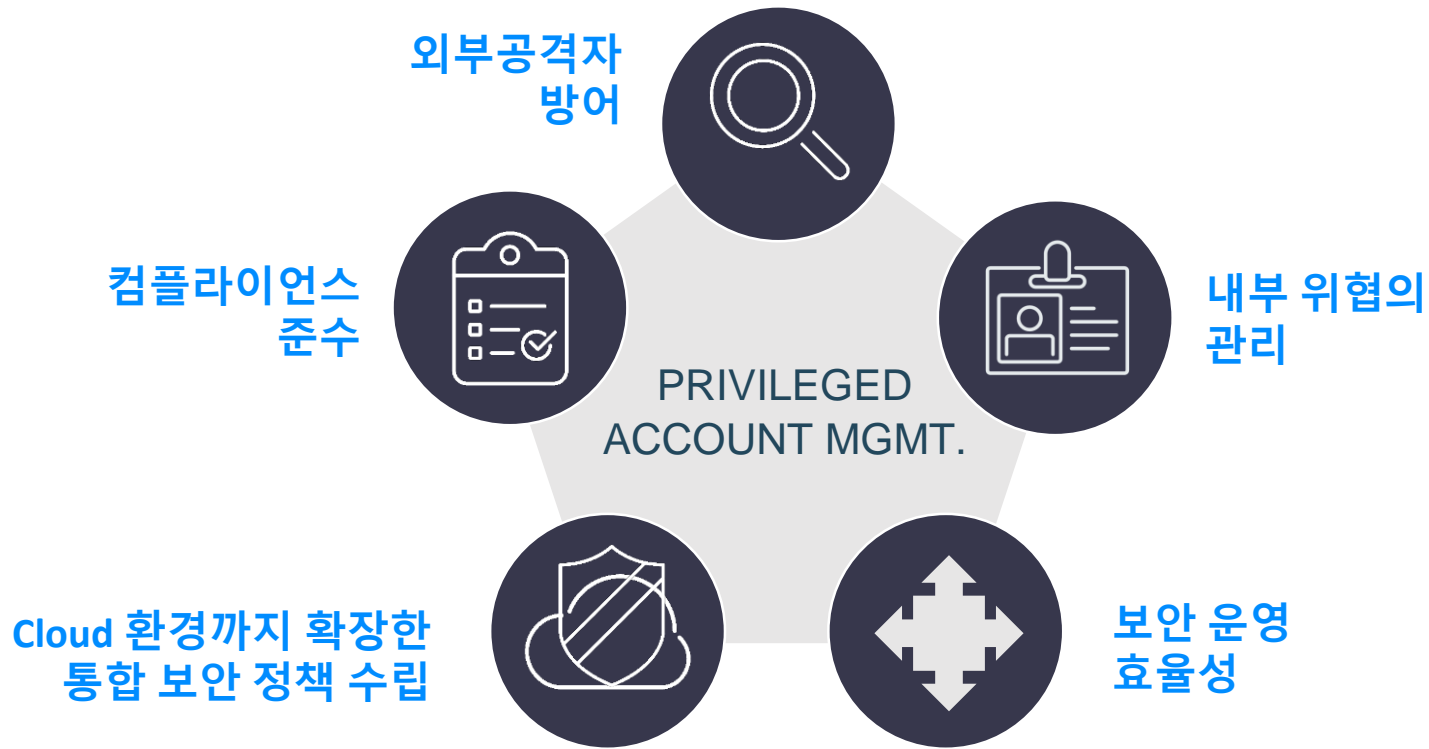 외부공격자
방어
컴플라이언스
준수
내부 위협의
관리
PRIVILEGED
ACCOUNT MGMT.
Cloud 환경까지 확장한
통합 보안 정책 수립
보안 운영
효율성